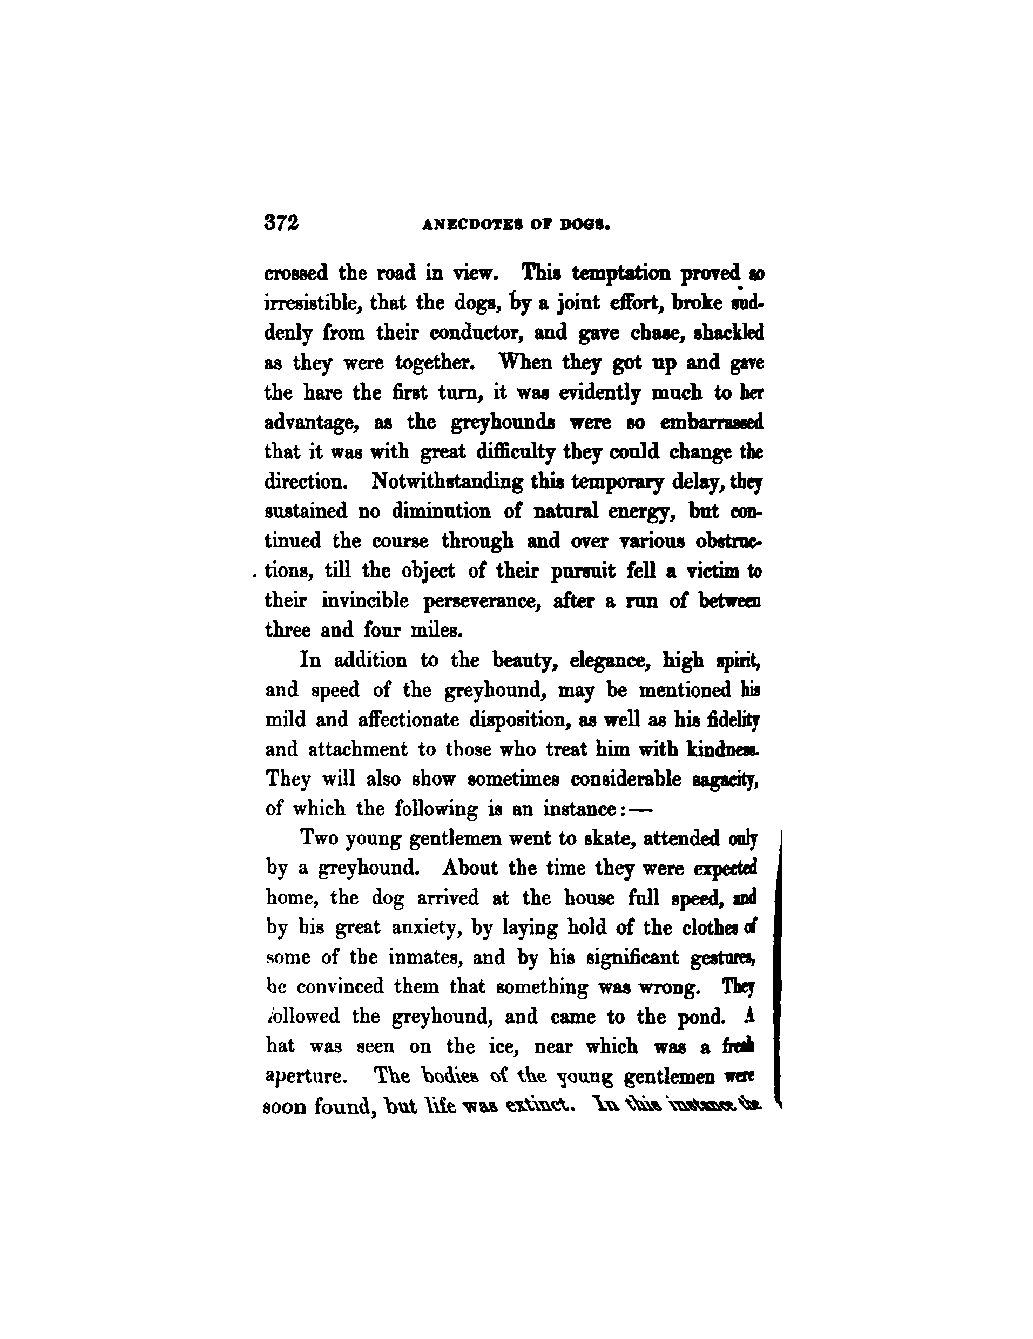 372 ANECDOTES OF DOGS.
crossed the road in view. This temptation proved so
irresistible, that the dogs, by a joint effort, broke sud-
denly from their conductor, and gave chase, shackled
as they were together. When they got up and gave
the hare the first turn, it was evidently much to her
advantage, as the greyhounds were so embarrassed
that it was with great difficulty they could change the
direction. Notwithstanding this temporary delay, they
sustained no diminution of natural energy, but con-
tinued the course through and over various obstruc-
tions, till the object of their pursuit fell a victim to
their invincible perseverance, after a run of between
three and four miles.
In addition to the beauty, elegance, high spirit,
and speed of the greyhound, may be mentioned his
mild and affectionate disposition, as well as his fidelity
and attachment to those who treat him with kindness.
They will also show sometimes considerable sagacity,
of which the following is an instance:—
Two young gentlemen went to skate, attended only
by a greyhound. About the time they were expected
home, the dog arrived at the house full speed, and
by his great anxiety, by laying hold of the clothes of
some of the inmates, and by his significant gestures,
he convinced them that something was wrong. They
followed the greyhound, and came to the pond. A
hat was seen on the ice, near which was a fresh
aperture. The bodies of the young gentlemen were
soon found, but life was extinct. In this instance the